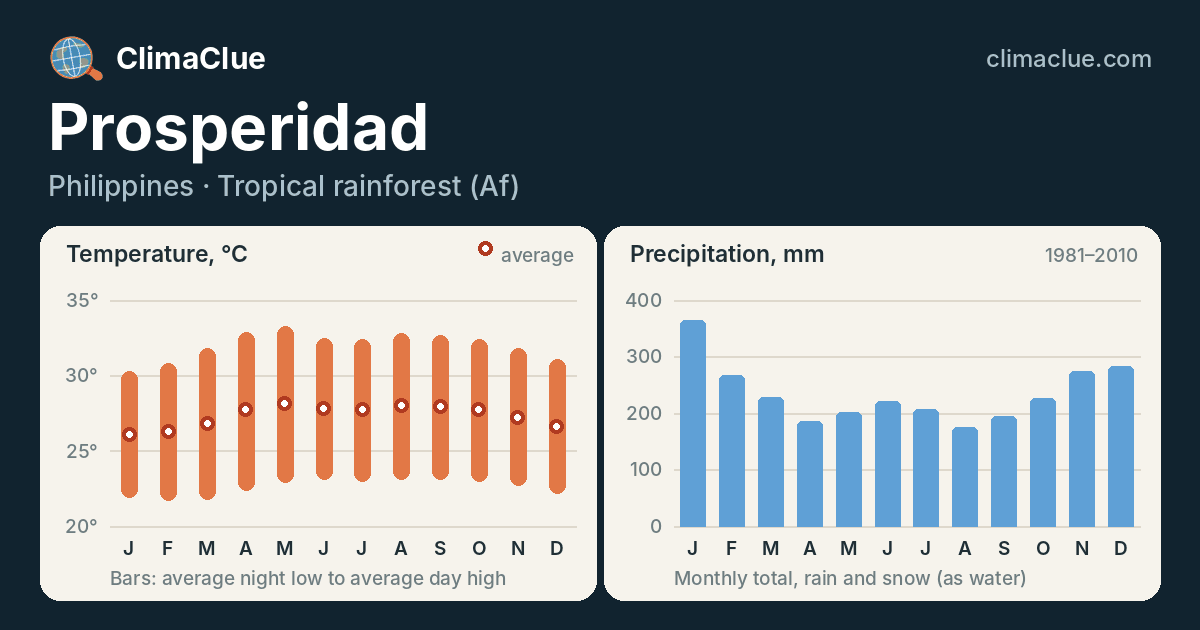 ClimaClue
climaclue.com
Prosperidad
Philippines · Tropical rainforest (Af)
Temperature, °C
average
35°
30°
25°
20°
J F M A M J J A S O N D
Bars: average night low to average day high
Precipitation, mm
1981–2010
400
300
200
100
0
J F M A M J J A S O N D
Monthly total, rain and snow (as water)